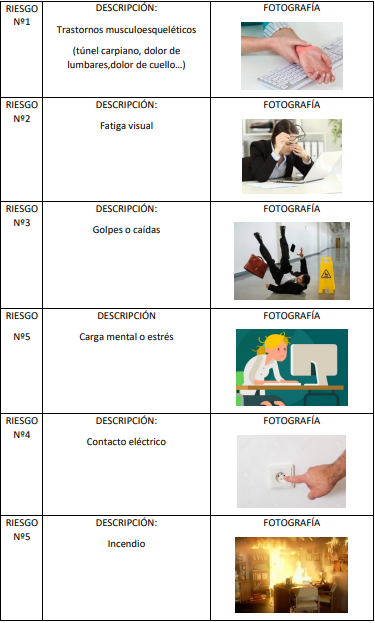 RIESGO Nº1
DESCRIPCIÓN:
Trastornos musculoesqueléticos
(túnel carpiano, dolor de
lumbares,dolor de cuello…)
FOTOGRAFÍA
RIESGO Nº2
DESCRIPCIÓN:
Fatiga visual
FOTOGRAFÍA
RIESGO Nº3
DESCRIPCIÓN:
Golpes o caídas
FOTOGRAFÍA
RIESGO
Nº5
DESCRIPCIÓN
Carga mental o estrés
FOTOGRAFÍA
RIESGO Nº4
DESCRIPCIÓN:
Contacto eléctrico
FOTOGRAFÍA
RIESGO Nº5
DESCRIPCIÓN:
Incendio
FOTOGRAFÍA